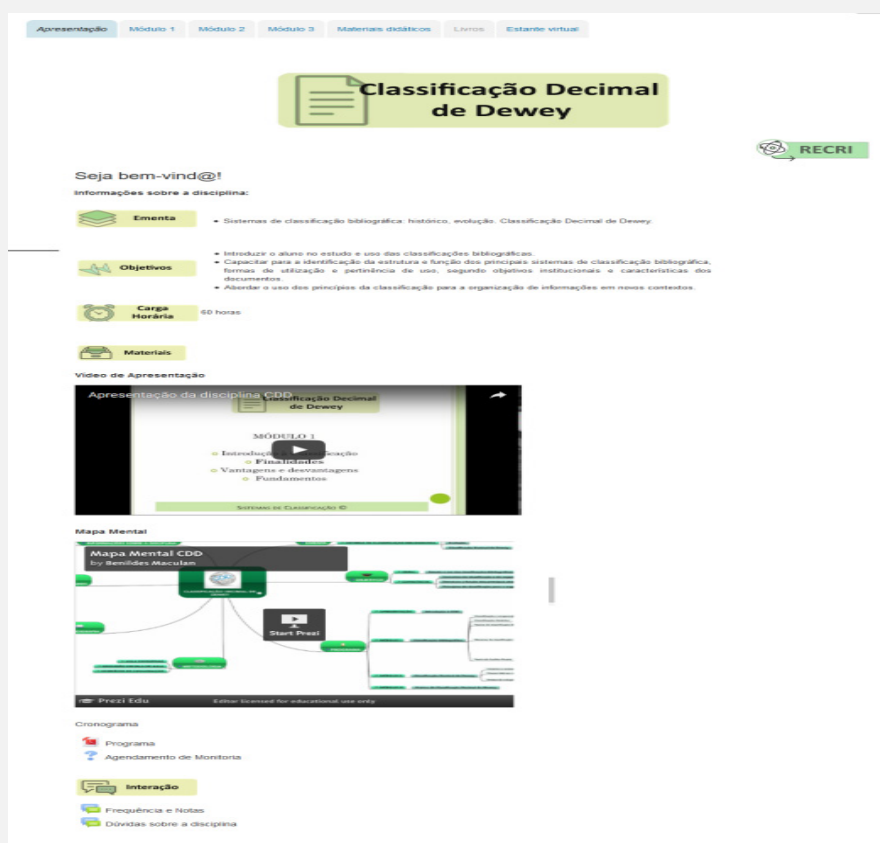 Apresentação Módulo 1 Módulo 2 Módulo 3 Materiais didáticos Livros Estante virtual
Classificação Decimal
de Dewey
RECRI
Seja bem-vind@!
Informações sobre a disciplina:
Ementa
• Sistemas de classificação bibliográfica: histórico, evolução. Classificação Decimal de Dewey.
Objetivos
• Introduzir o aluno no estudo e uso das classificações bibliográficas.
• Capacitar para a identificação da estrutura e função dos principais sistemas de classificação bibliográfica,
formas de utilização e pertinência de uso, segundo objetivos institucionais e características dos
documentos.
• Abordar o uso dos princípios da classificação para a organização de informações em novos contextos.
Carga
Horária
60 horas
Materiais
Vídeo de Apresentação
Apresentação da disciplina CDD
Classificação Decimal
de Dewey
MÓDULO 1
Finalidades
Vantagens e desvantagens
Fundamentos
Sistemas de Classificação ©
Mapa Mental
Mapa Mental CDD
by Benildes Maculan
Start Prezi
Prezi Edu Editor licensed for educational use only
Cronograma
Programa
Agendamento de Monitoria
Interação
Frequência e Notas
Dúvidas sobre a disciplina